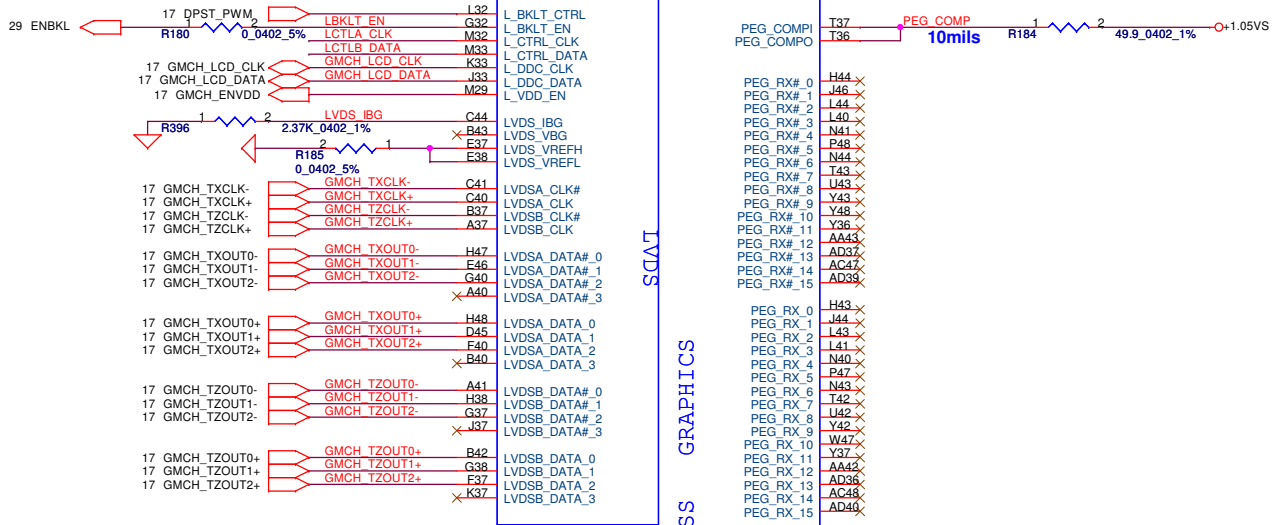 17 DPST_PWM L32 L_BKLT_CTRL
29 ENBKL 1 2 LBKLT_EN G32 L_BKLT_EN
R180 0_0402_5% LCTLA_CLK M32 L_CTRL_CLK
LCTLB_DATA M33 L_CTRL_DATA
17 GMCH_LCD_CLK GMCH_LCD_CLK K33 L_DDC_CLK
17 GMCH_LCD_DATA GMCH_LCD_DATA J33 L_DDC_DATA
17 GMCH_ENVDD M29 L_VDD_EN
R396 1 2 2.37K_0402_1% LVDS_IBG C44 LVDS_IBG
B43 LVDS_VBG
R185 2 1 0_0402_5% E37 LVDS_VREFH
E38 LVDS_VREFL
17 GMCH_TXCLK- GMCH_TXCLK- C41 LVDSA_CLK#
17 GMCH_TXCLK+ GMCH_TXCLK+ C40 LVDSA_CLK
17 GMCH_TZCLK- GMCH_TZCLK- B37 LVDSB_CLK#
17 GMCH_TZCLK+ GMCH_TZCLK+ A37 LVDSB_CLK
17 GMCH_TXOUT0- GMCH_TXOUT0- H47 LVDSA_DATA#_0
17 GMCH_TXOUT1- GMCH_TXOUT1- E46 LVDSA_DATA#_1
17 GMCH_TXOUT2- GMCH_TXOUT2- G40 LVDSA_DATA#_2
A40 LVDSA_DATA#_3
17 GMCH_TXOUT0+ GMCH_TXOUT0+ H48 LVDSA_DATA_0
17 GMCH_TXOUT1+ GMCH_TXOUT1+ D45 LVDSA_DATA_1
17 GMCH_TXOUT2+ GMCH_TXOUT2+ F40 LVDSA_DATA_2
B40 LVDSA_DATA_3
17 GMCH_TZOUT0- GMCH_TZOUT0- A41 LVDSB_DATA#_0
17 GMCH_TZOUT1- GMCH_TZOUT1- H38 LVDSB_DATA#_1
17 GMCH_TZOUT2- GMCH_TZOUT2- G37 LVDSB_DATA#_2
J37 LVDSB_DATA#_3
17 GMCH_TZOUT0+ GMCH_TZOUT0+ B42 LVDSB_DATA_0
17 GMCH_TZOUT1+ GMCH_TZOUT1+ G38 LVDSB_DATA_1
17 GMCH_TZOUT2+ GMCH_TZOUT2+ F37 LVDSB_DATA_2
K37 LVDSB_DATA_3
LVDS
GRAPHICS
SS
PEG_COMPI T37 PEG_COMP 1 2 +1.05VS
PEG_COMPO T36 10mils R184 49.9_0402_1%
PEG_RX#_0 H44
PEG_RX#_1 J46
PEG_RX#_2 L44
PEG_RX#_3 L40
PEG_RX#_4 N41
PEG_RX#_5 P48
PEG_RX#_6 N44
PEG_RX#_7 T43
PEG_RX#_8 U43
PEG_RX#_9 Y43
PEG_RX#_10 Y48
PEG_RX#_11 Y36
PEG_RX#_12 AA43
PEG_RX#_13 AD37
PEG_RX#_14 AC47
PEG_RX#_15 AD39
PEG_RX_0 H43
PEG_RX_1 J44
PEG_RX_2 L43
PEG_RX_3 L41
PEG_RX_4 N40
PEG_RX_5 P47
PEG_RX_6 N43
PEG_RX_7 T42
PEG_RX_8 U42
PEG_RX_9 Y42
PEG_RX_10 W47
PEG_RX_11 Y37
PEG_RX_12 AA42
PEG_RX_13 AD36
PEG_RX_14 AC48
PEG_RX_15 AD40